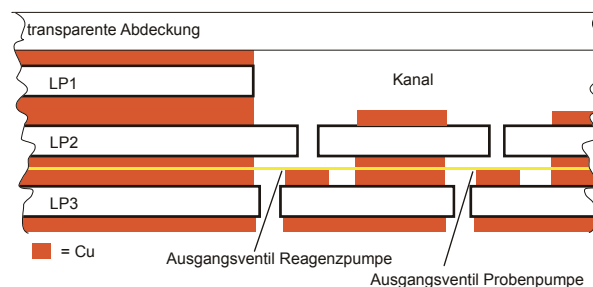 transparente Abdeckung
LP1
Kanal
LP2
LP3
= Cu
Ausgangsventil Reagenzpumpe
Ausgangsventil Probenpumpe